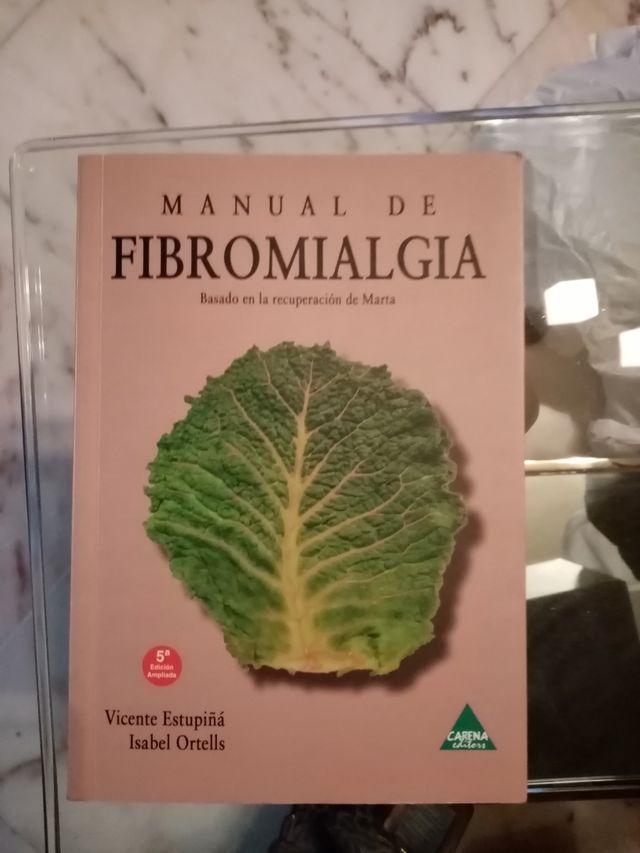 MANUAL DE
FIBROMIALGIA
Basado en la recuperación de Marta
5ª
Edición
Ampliada
Vicente Estupiñá
Isabel Ortells
CARENA
editors